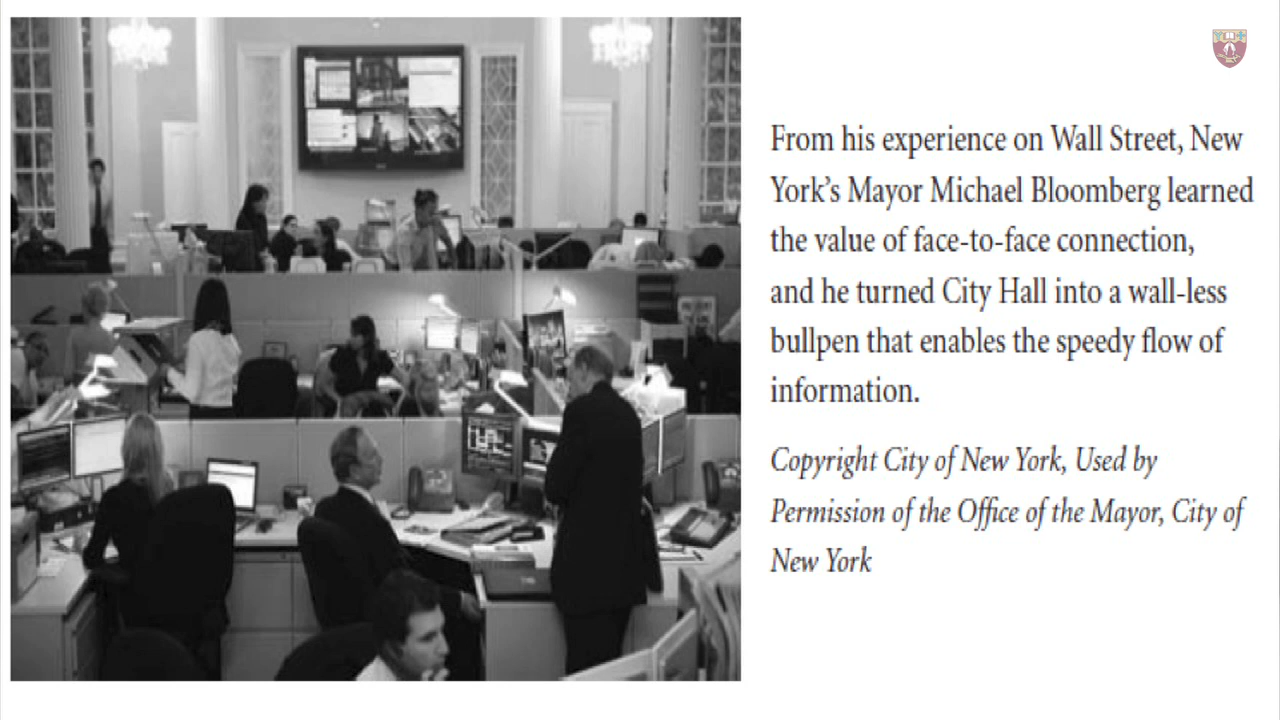 From his experience on Wall Street, New
York’s Mayor Michael Bloomberg learned
the value of face-to-face connection,
and he turned City Hall into a wall-less
bullpen that enables the speedy flow of
information.
Copyright City of New York, Used by
Permission of the Office of the Mayor, City of
New York